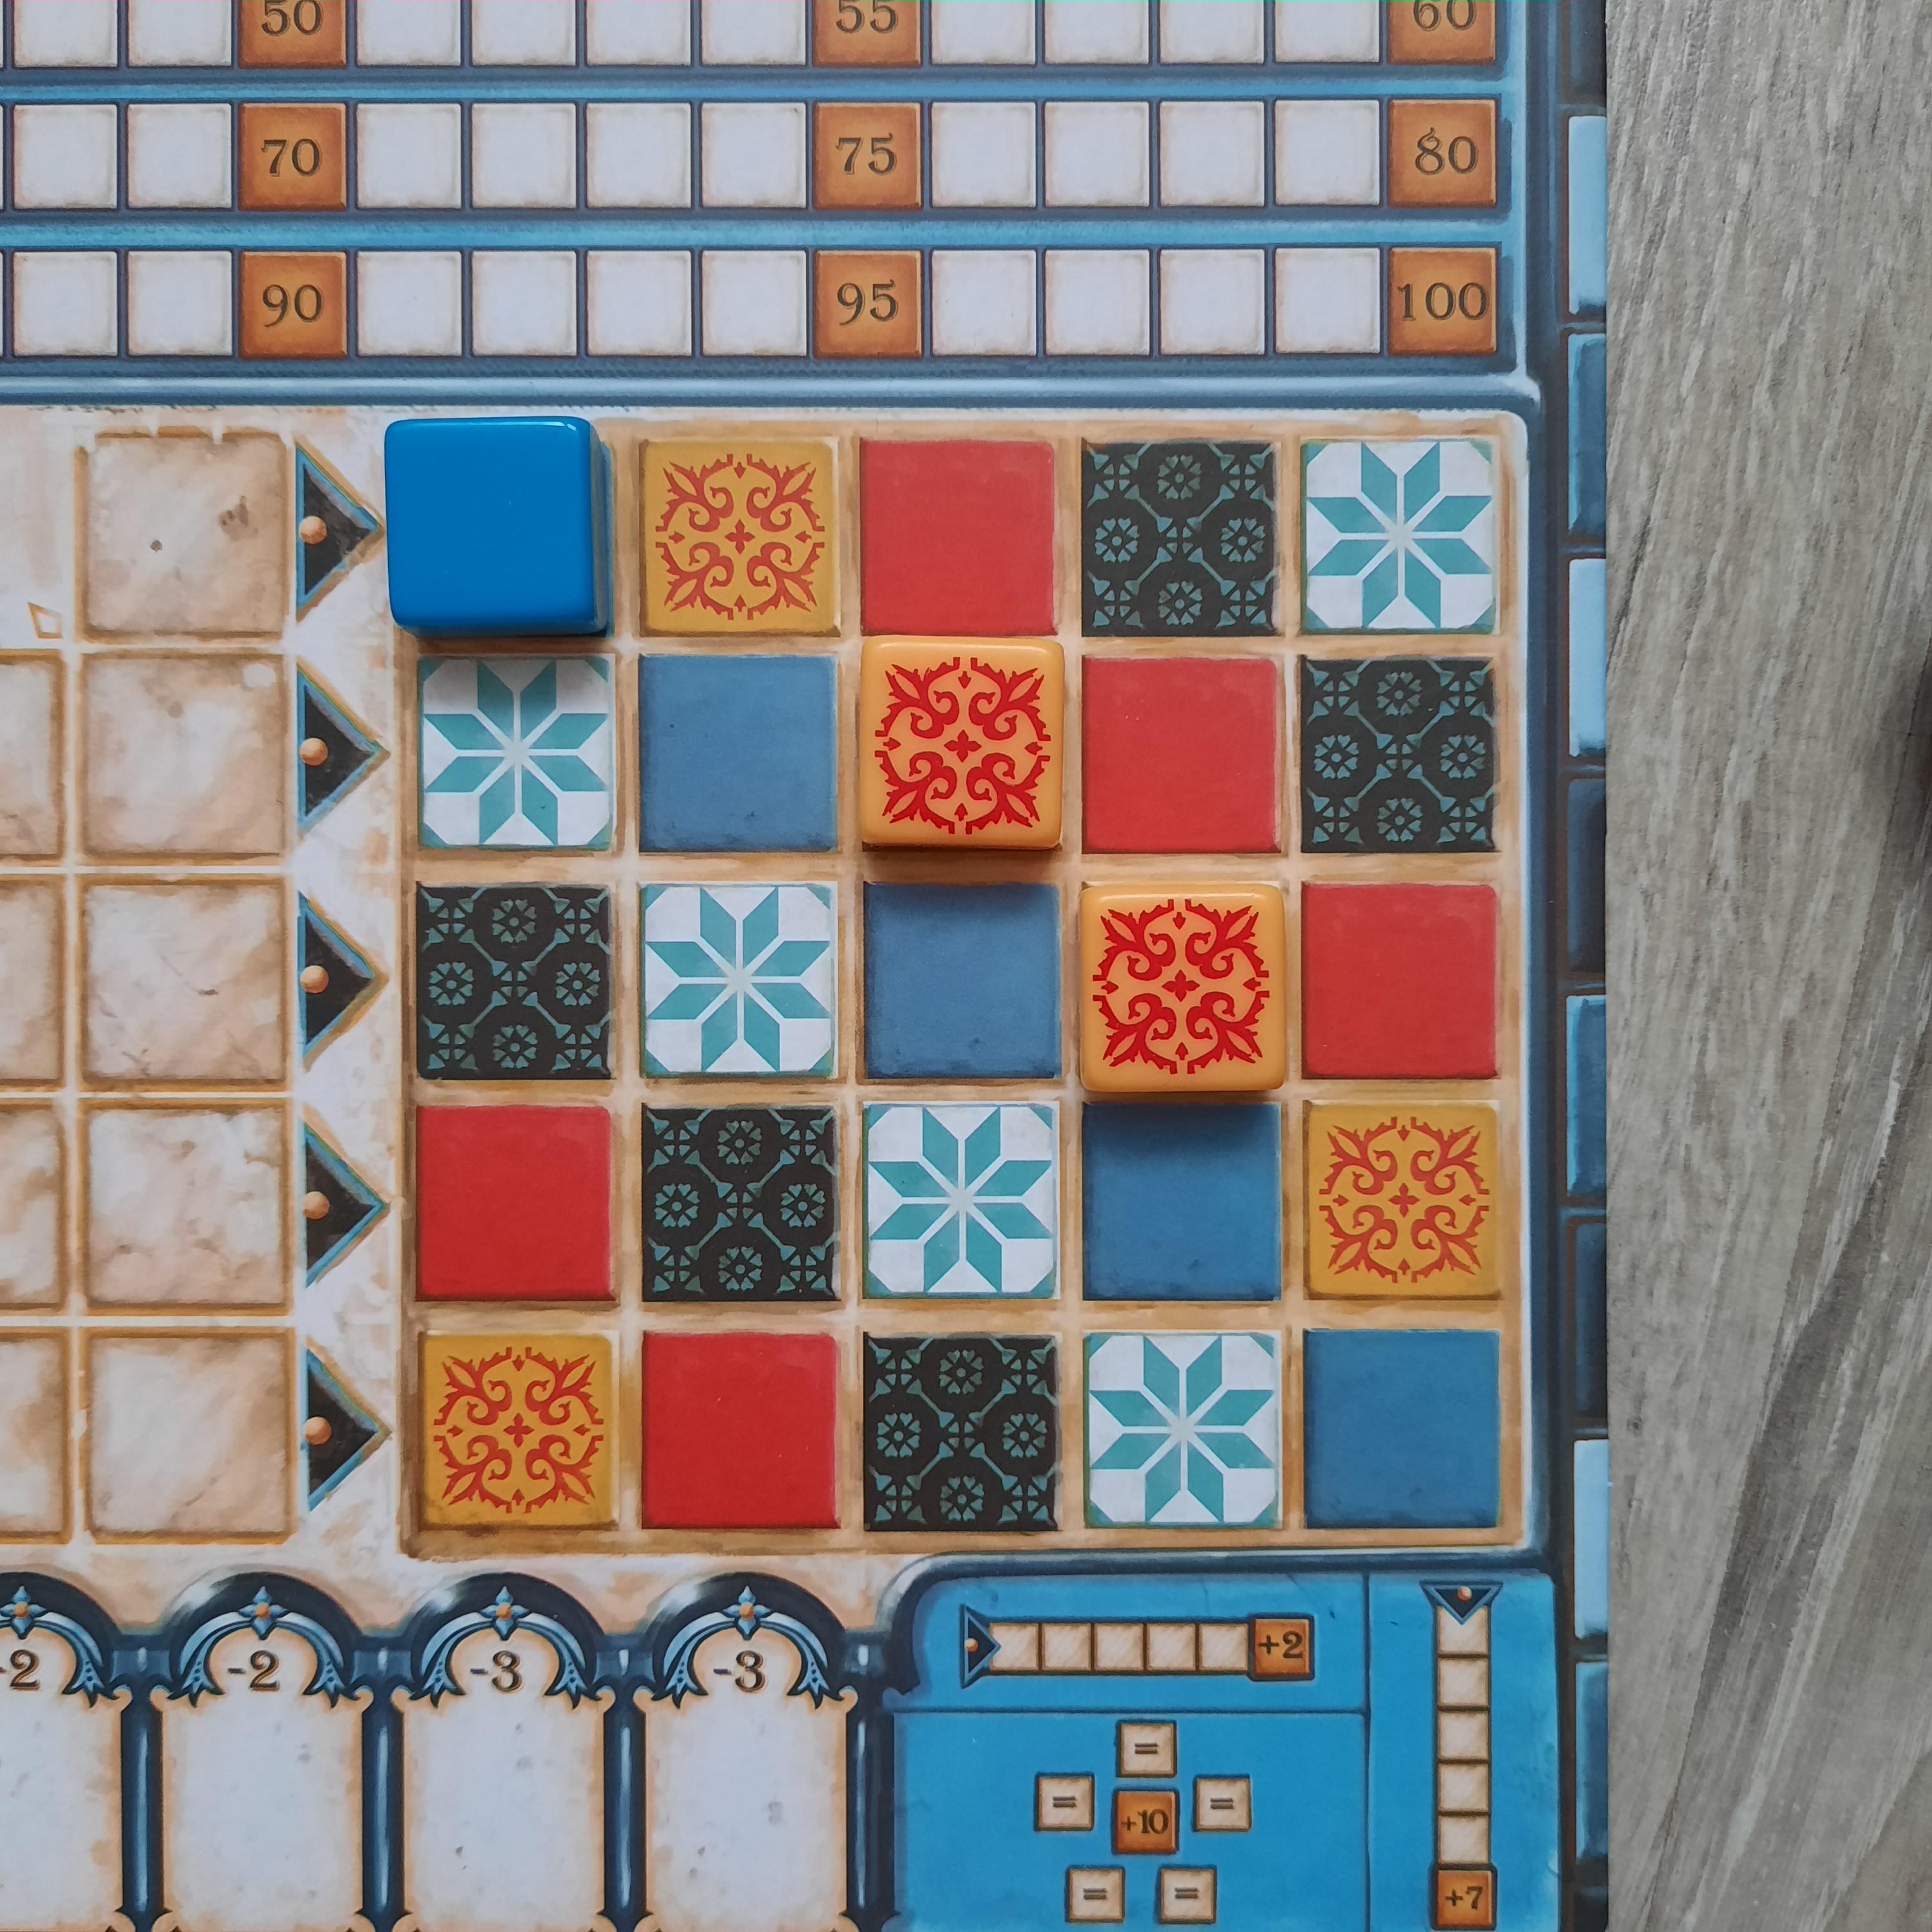 50 55 60
70 75 80
90 95 100
-2 -2 -3 -3
+2
=
= =
+10
= =
+7